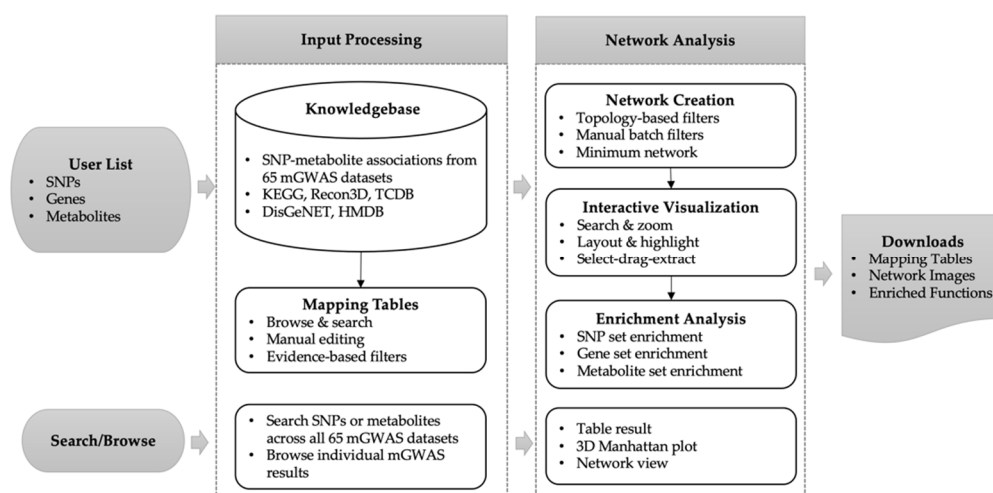 Input Processing
Network Analysis
User List
• SNPs
• Genes
• Metabolites
Knowledgebase
• SNP-metabolite associations from
65 mGWAS datasets
• KEGG, Recon3D, TCDB
• DisGeNET, HMDB
Mapping Tables
• Browse & search
• Manual editing
• Evidence-based filters
Network Creation
• Topology-based filters
• Manual batch filters
• Minimum network
Interactive Visualization
• Search & zoom
• Layout & highlight
• Select-drag-extract
Enrichment Analysis
• SNP set enrichment
• Gene set enrichment
• Metabolite set enrichment
Downloads
• Mapping Tables
• Network Images
• Enriched Functions
Search/Browse
• Search SNPs or metabolites
across all 65 mGWAS datasets
• Browse individual mGWAS
results
• Table result
• 3D Manhattan plot
• Network view